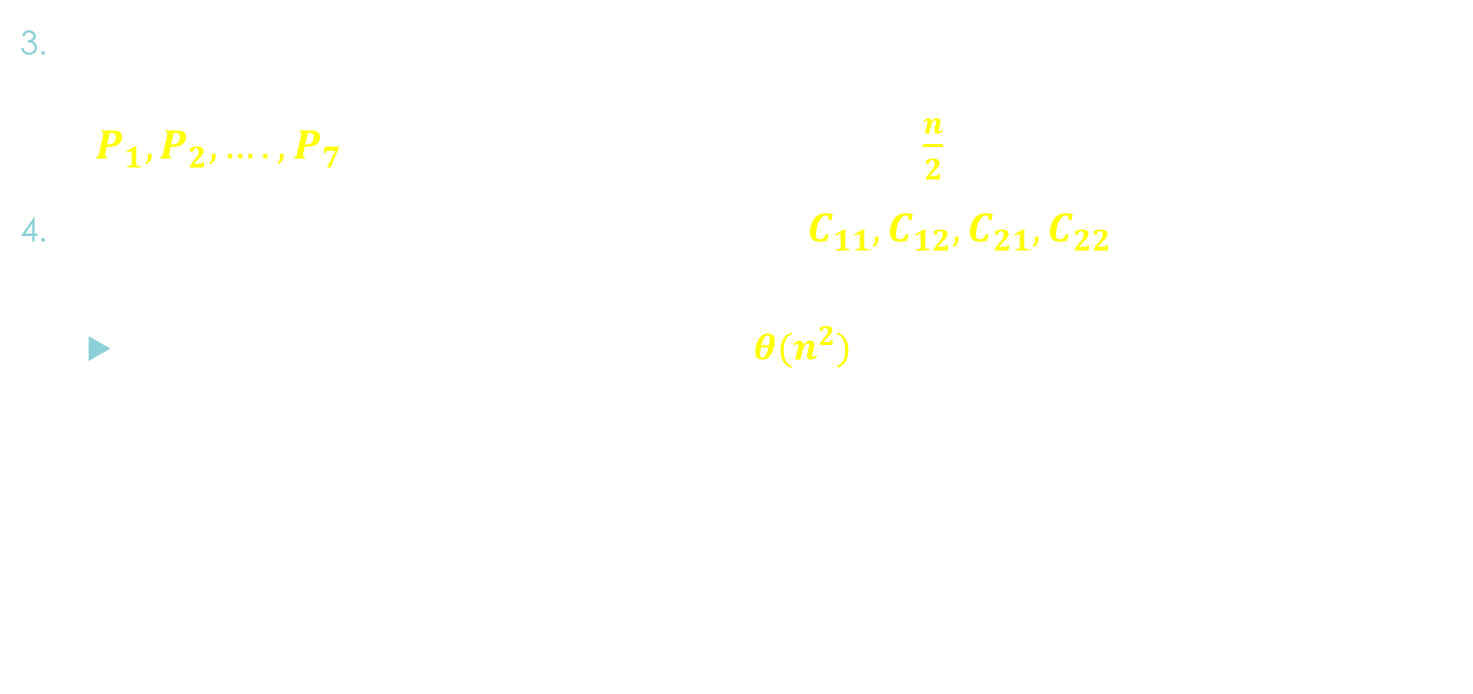 3.
P₁, P₂, …. , P₇ n/2
4. C₁₁, C₁₂, C₂₁, C₂₂
▶ θ(n²)